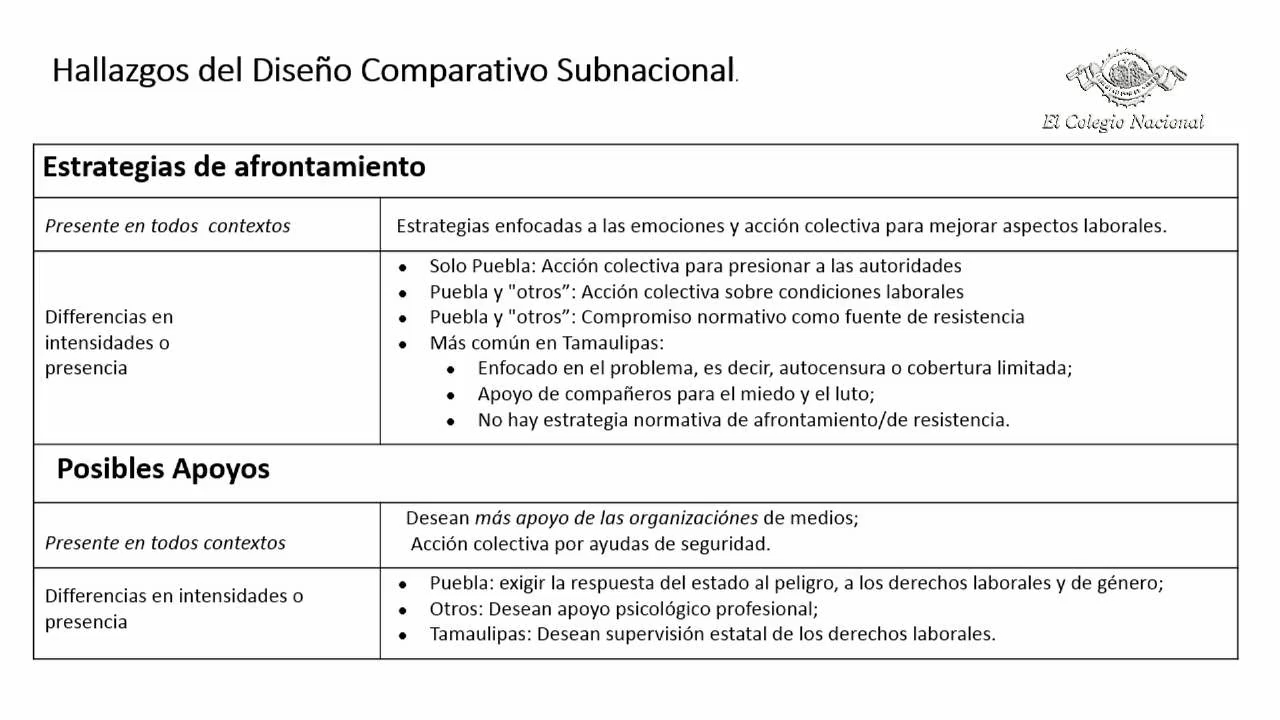 Hallazgos del Diseño Comparativo Subnacional.
El Colegio Nacional
Estrategias de afrontamiento
Presente en todos contextos
Estrategias enfocadas a las emociones y acción colectiva para mejorar aspectos laborales.
Differencias en
intensidades o
presencia
• Solo Puebla: Acción colectiva para presionar a las autoridades
• Puebla y "otros”: Acción colectiva sobre condiciones laborales
• Puebla y "otros”: Compromiso normativo como fuente de resistencia
• Más común en Tamaulipas:
• Enfocado en el problema, es decir, autocensura o cobertura limitada;
• Apoyo de compañeros para el miedo y el luto;
• No hay estrategia normativa de afrontamiento/de resistencia.
Posibles Apoyos
Presente en todos contextos
Desean más apoyo de las organizaciónes de medios;
Acción colectiva por ayudas de seguridad.
Differencias en intensidades o
presencia
• Puebla: exigir la respuesta del estado al peligro, a los derechos laborales y de género;
• Otros: Desean apoyo psicológico profesional;
• Tamaulipas: Desean supervisión estatal de los derechos laborales.